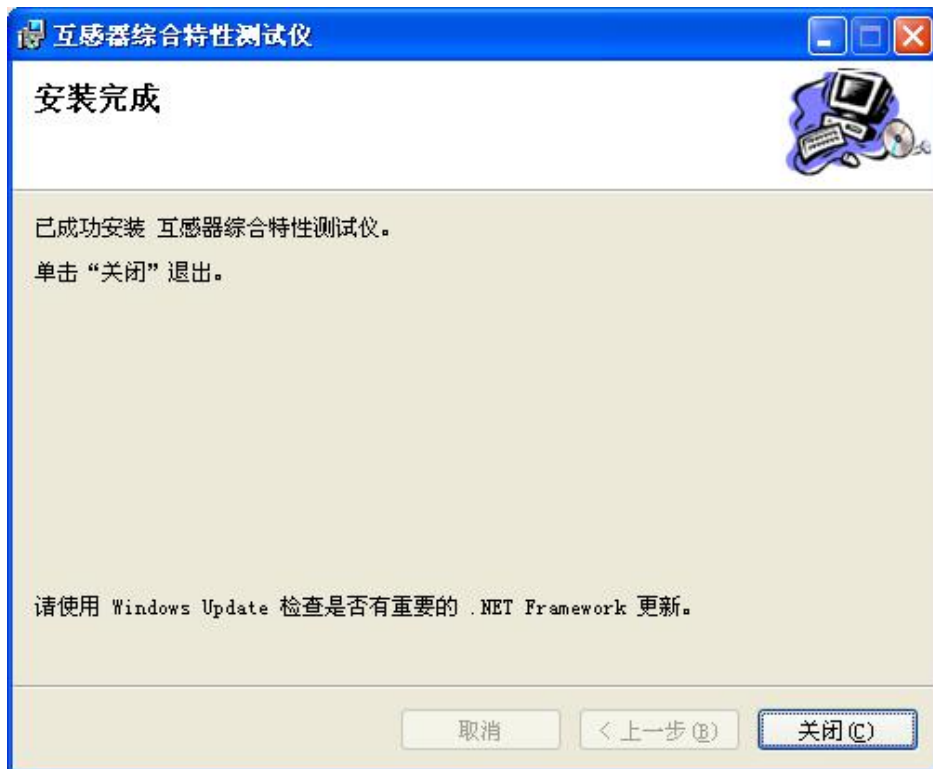 互感器综合特性测试仪
安装完成
已成功安装 互感器综合特性测试仪。
单击“关闭”退出。
请使用 Windows Update 检查是否有重要的 .NET Framework 更新。
取消
< 上一步(B)
关闭(C)